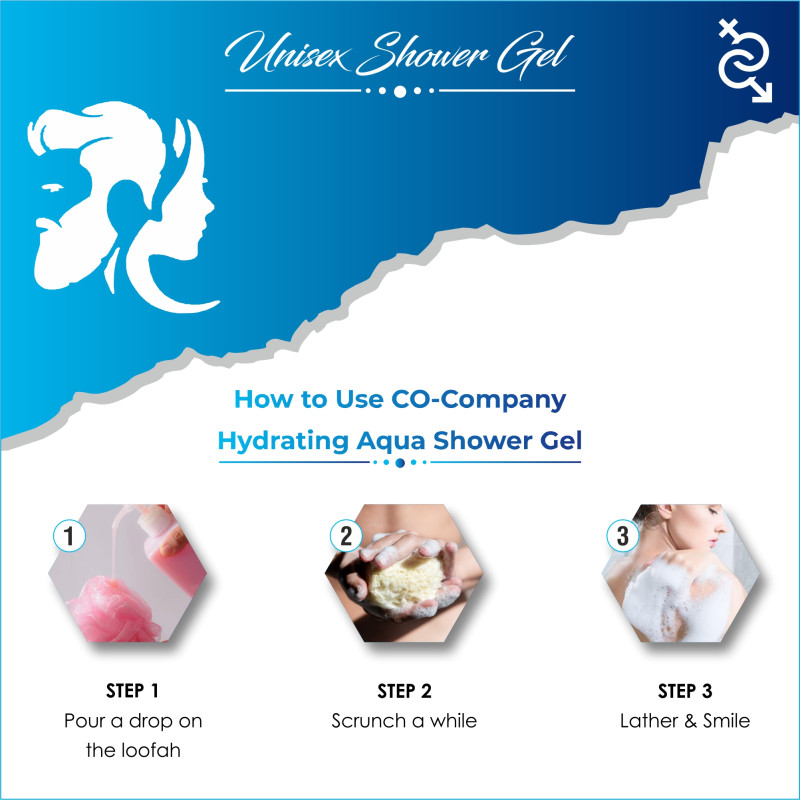 Unisex Shower Gel
How to Use CO-Company
Hydrating Aqua Shower Gel
1
2
3
STEP 1
Pour a drop on
the loofah
STEP 2
Scrunch a while
STEP 3
Lather & Smile